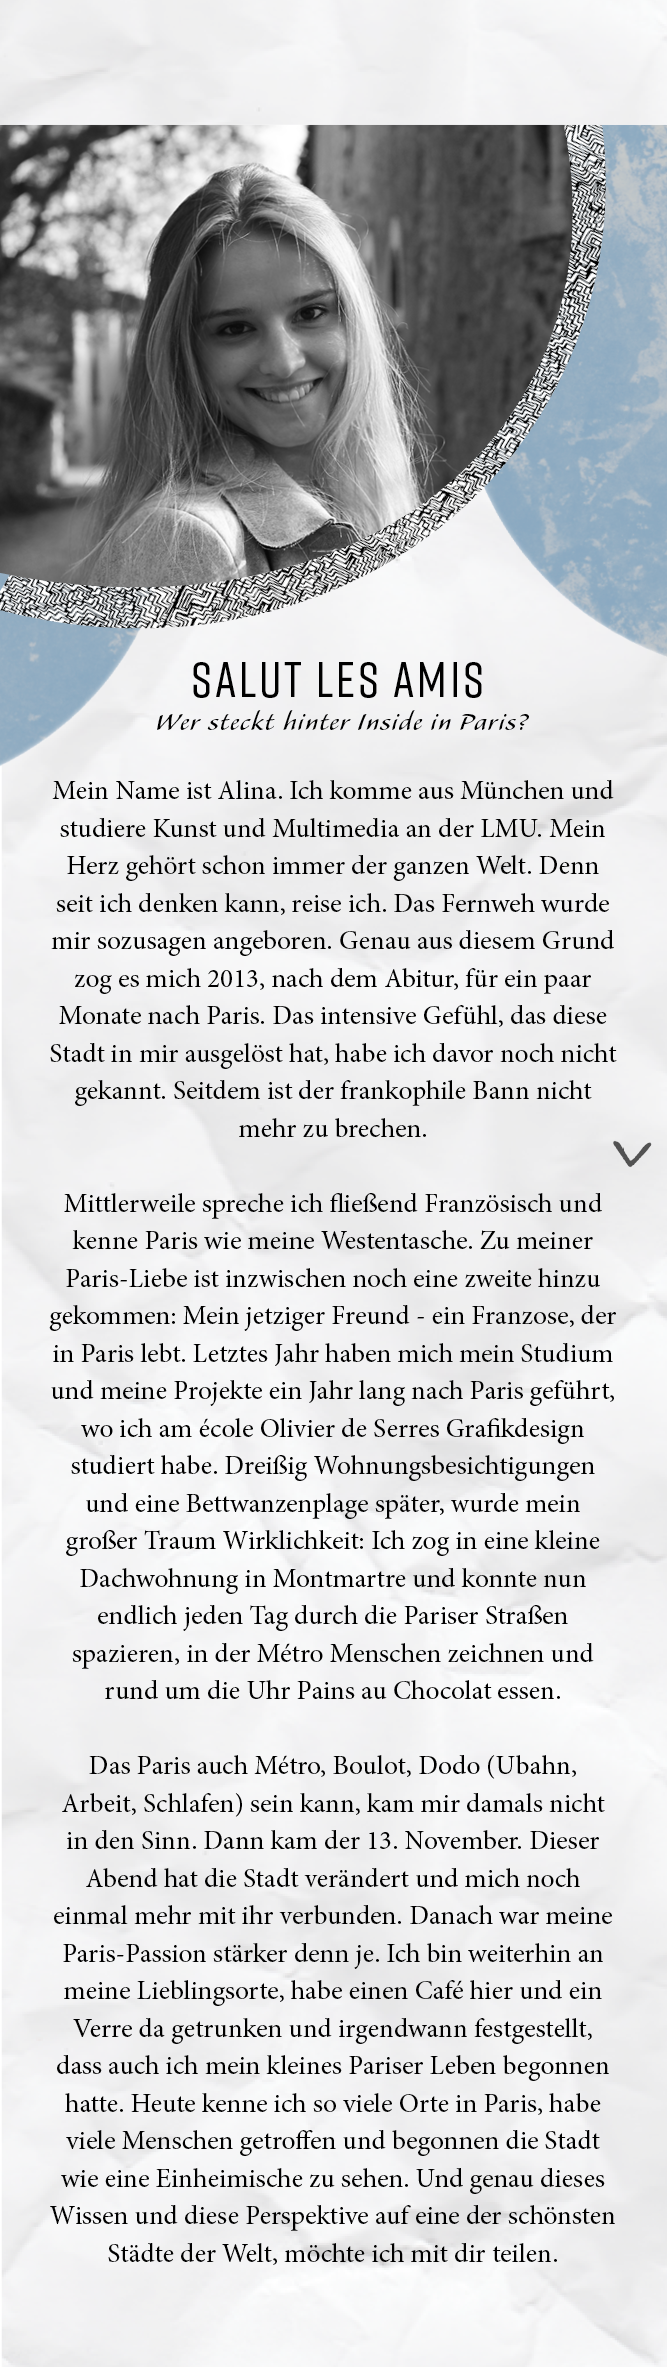 SALUT LES AMIS
Wer steckt hinter Inside in Paris?
Mein Name ist Alina. Ich komme aus München und
studiere Kunst und Multimedia an der LMU. Mein
Herz gehört schon immer der ganzen Welt. Denn
seit ich denken kann, reise ich. Das Fernweh wurde
mir sozusagen angeboren. Genau aus diesem Grund
zog es mich 2013, nach dem Abitur, für ein paar
Monate nach Paris. Das intensive Gefühl, das diese
Stadt in mir ausgelöst hat, habe ich davor noch nicht
gekannt. Seitdem ist der frankophile Bann nicht
mehr zu brechen.
Mittlerweile spreche ich fließend Französisch und
kenne Paris wie meine Westentasche. Zu meiner
Paris-Liebe ist inzwischen noch eine zweite hinzu
gekommen: Mein jetziger Freund - ein Franzose, der
in Paris lebt. Letztes Jahr haben mich mein Studium
und meine Projekte ein Jahr lang nach Paris geführt,
wo ich am école Olivier de Serres Grafikdesign
studiert habe. Dreißig Wohnungsbesichtigungen
und eine Bettwanzenplage später, wurde mein
großer Traum Wirklichkeit: Ich zog in eine kleine
Dachwohnung in Montmartre und konnte nun
endlich jeden Tag durch die Pariser Straßen
spazieren, in der Métro Menschen zeichnen und
rund um die Uhr Pains au Chocolat essen.
Das Paris auch Métro, Boulot, Dodo (Ubahn,
Arbeit, Schlafen) sein kann, kam mir damals nicht
in den Sinn. Dann kam der 13. November. Dieser
Abend hat die Stadt verändert und mich noch
einmal mehr mit ihr verbunden. Danach war meine
Paris-Passion stärker denn je. Ich bin weiterhin an
meine Lieblingsorte, habe einen Café hier und ein
Verre da getrunken und irgendwann festgestellt,
dass auch ich mein kleines Pariser Leben begonnen
hatte. Heute kenne ich so viele Orte in Paris, habe
viele Menschen getroffen und begonnen die Stadt
wie eine Einheimische zu sehen. Und genau dieses
Wissen und diese Perspektive auf eine der schönsten
Städte der Welt, möchte ich mit dir teilen.